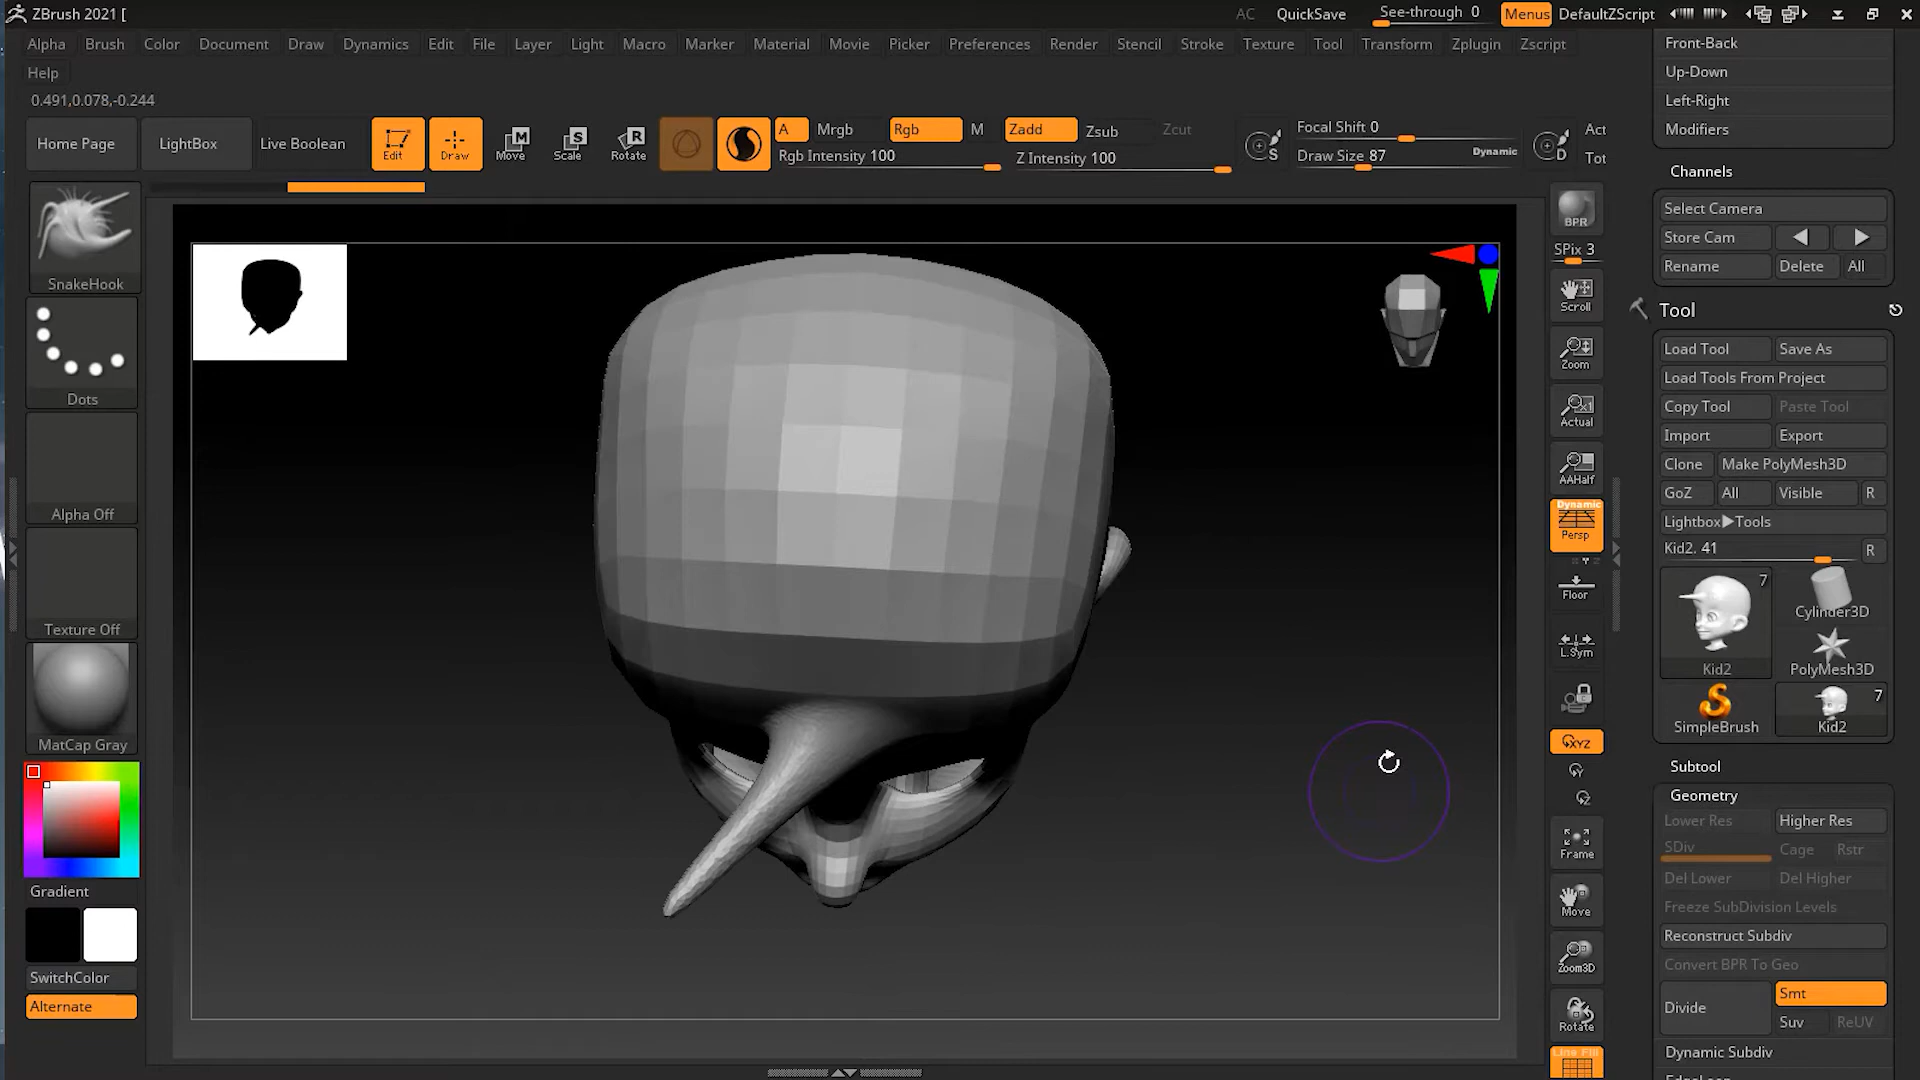 ZBrush 2021 [
AC QuickSave See-through 0 Menus DefaultZScript
Alpha Brush Color Document Draw Dynamics Edit File Layer Light Macro Marker Material Movie Picker Preferences Render Stencil Stroke Texture Tool Transform Zplugin Zscript
Help
0.491,0.078,-0.244
Home Page LightBox Live Boolean Edit Draw Move Scale Rotate
M S R
A Mrgb Rgb M Zadd Zsub Zcut
Rgb Intensity 100 Z Intensity 100
S Focal Shift 0
Draw Size 87 Dynamic D
Act
Tot
SnakeHook
Dots
Alpha Off
Texture Off
MatCap Gray
Gradient
SwitchColor
Alternate
BPR
SPix 3
Scroll
Zoom
Actual
AAHalf
Dynamic
Persp
Floor
L.Sym
XYZ
Y
Z
Frame
Move
Zoom3D
Rotate
Line Fill
Front-Back
Up-Down
Left-Right
Modifiers
Channels
Select Camera
Store Cam
Rename Delete All
Tool
Load Tool Save As
Load Tools From Project
Copy Tool Paste Tool
Import Export
Clone Make PolyMesh3D
GoZ All Visible R
Lightbox▶Tools
Kid2. 41 R
7
Cylinder3D
Kid2 PolyMesh3D
7
SimpleBrush Kid2
Subtool
Geometry
Lower Res Higher Res
SDiv Cage Rstr
Del Lower Del Higher
Freeze SubDivision Levels
Reconstruct Subdiv
Convert BPR To Geo
Divide Smt
Suv ReUV
Dynamic Subdiv